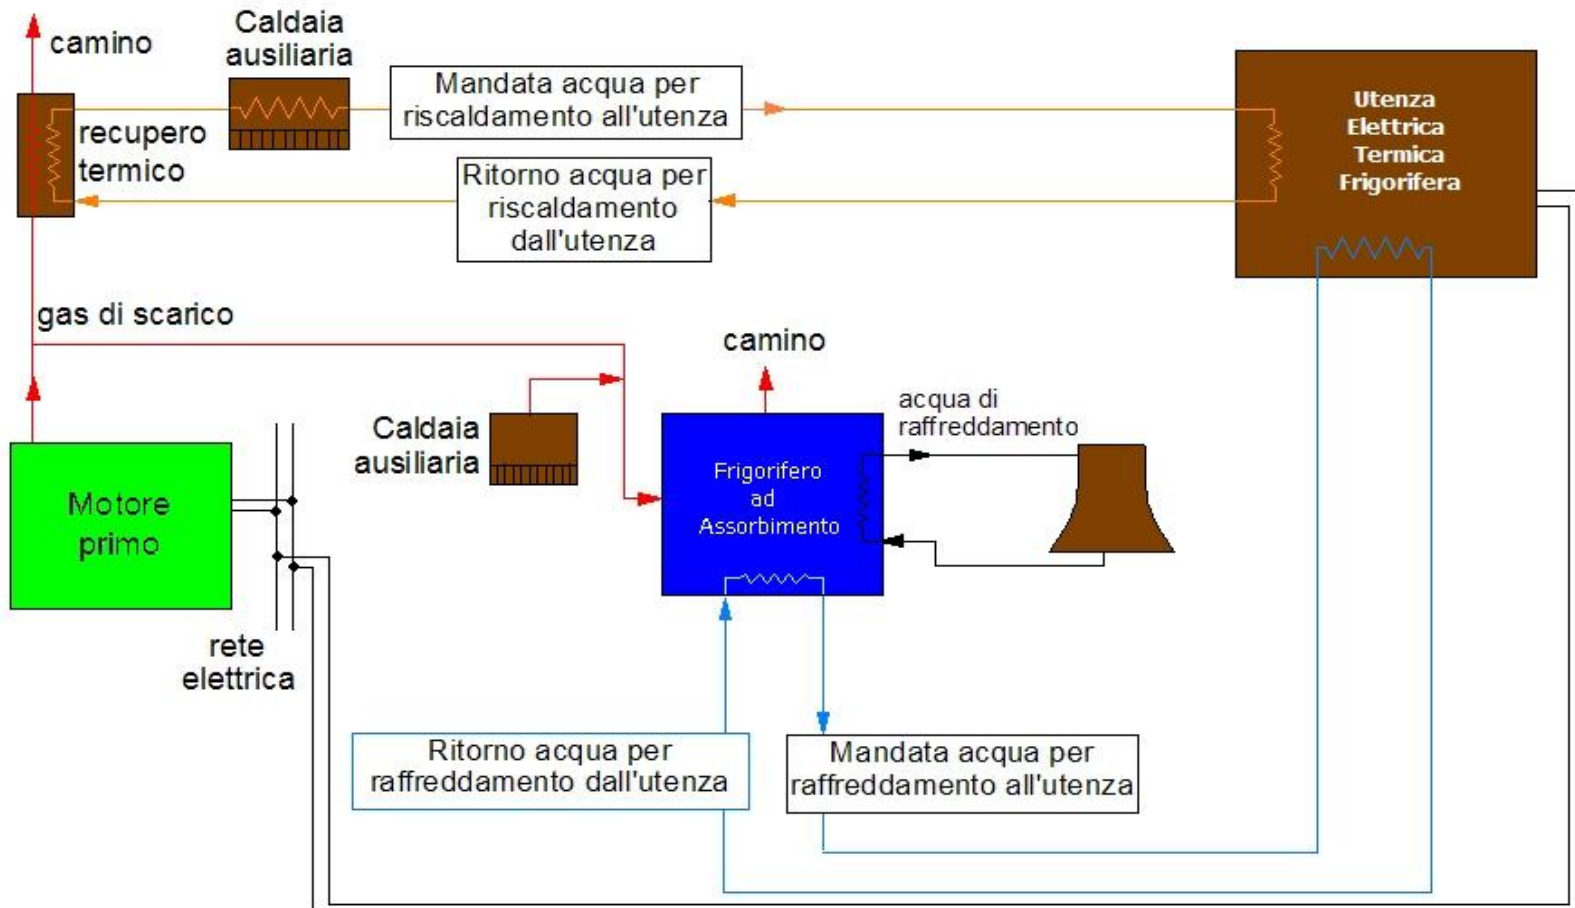 camino
Caldaia
ausiliaria
recupero
termico
Mandata acqua per
riscaldamento all'utenza
Ritorno acqua per
riscaldamento
dall'utenza
Utenza
Elettrica
Termica
Frigorifera
gas di scarico
camino
Caldaia
ausiliaria
acqua di
raffreddamento
Frigorifero
ad
Assorbimento
Motore
primo
rete
elettrica
Ritorno acqua per
raffreddamento dall'utenza
Mandata acqua per
raffreddamento all'utenza